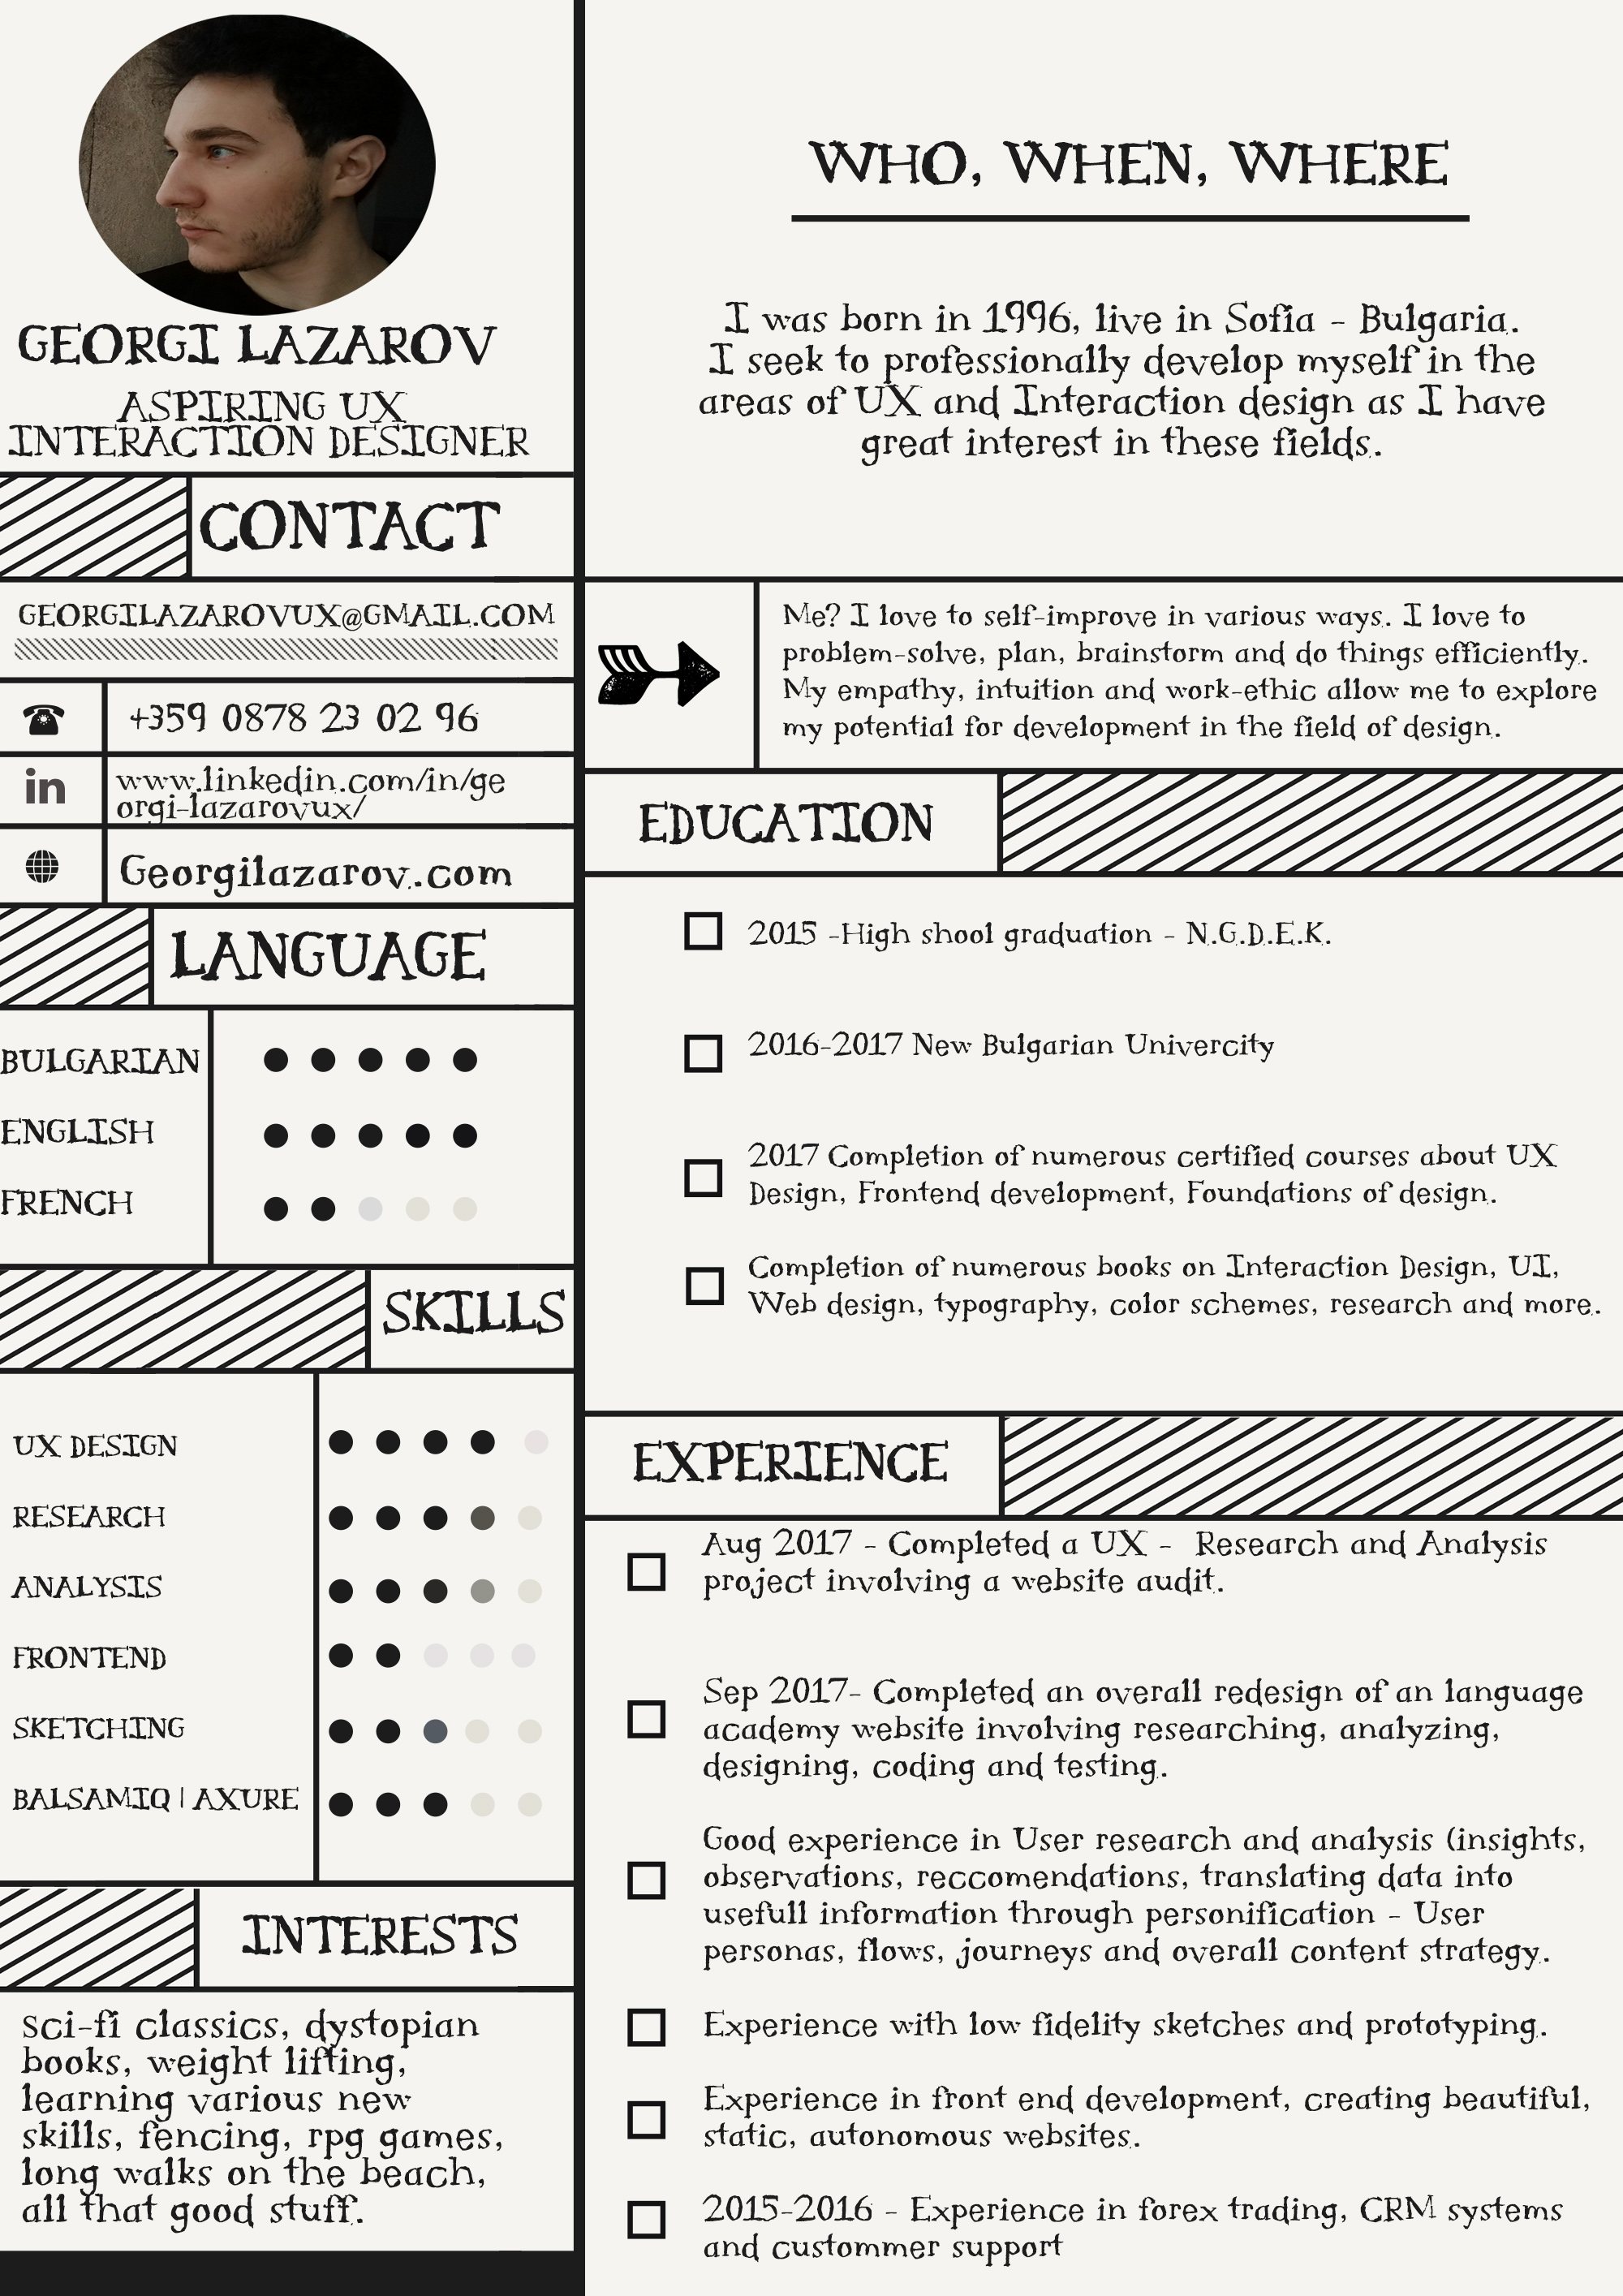 GEORGI LAZAROV
ASPIRING UX
INTERACTION DESIGNER
CONTACT
GEORGILAZAROVUX@GMAIL.COM
+359 0878 23 02 96
in
www.linkedin.com/in/ge
orgi-lazarovux/
Georgilazarov.com
LANGUAGE
BULGARIAN
ENGLISH
FRENCH
SKILLS
UX DESIGN
RESEARCH
ANALYSIS
FRONTEND
SKETCHING
BALSAMIQ | AXURE
INTERESTS
Sci-fi classics, dystopian
books, weight lifting,
learning various new
skills, fencing, rpg games,
long walks on the beach,
all that good stuff.
WHO, WHEN, WHERE
I was born in 1996, live in Sofia - Bulgaria.
I seek to professionally develop myself in the
areas of UX and Interaction design as I have
great interest in these fields.
Me? I love to self-improve in various ways. I love to
problem-solve, plan, brainstorm and do things efficiently.
My empathy, intuition and work-ethic allow me to explore
my potential for development in the field of design.
EDUCATION
2015 -High shool graduation - N.G.D.E.K.
2016-2017 New Bulgarian Univercity
2017 Completion of numerous certified courses about UX
Design, Frontend development, Foundations of design.
Completion of numerous books on Interaction Design, UI,
Web design, typography, color schemes, research and more.
EXPERIENCE
Aug 2017 - Completed a UX - Research and Analysis
project involving a website audit.
Sep 2017- Completed an overall redesign of an language
academy website involving researching, analyzing,
designing, coding and testing.
Good experience in User research and analysis (insights,
observations, reccomendations, translating data into
usefull information through personification - User
personas, flows, journeys and overall content strategy.
Experience with low fidelity sketches and prototyping.
Experience in front end development, creating beautiful,
static, autonomous websites.
2015-2016 - Experience in forex trading, CRM systems
and custommer support